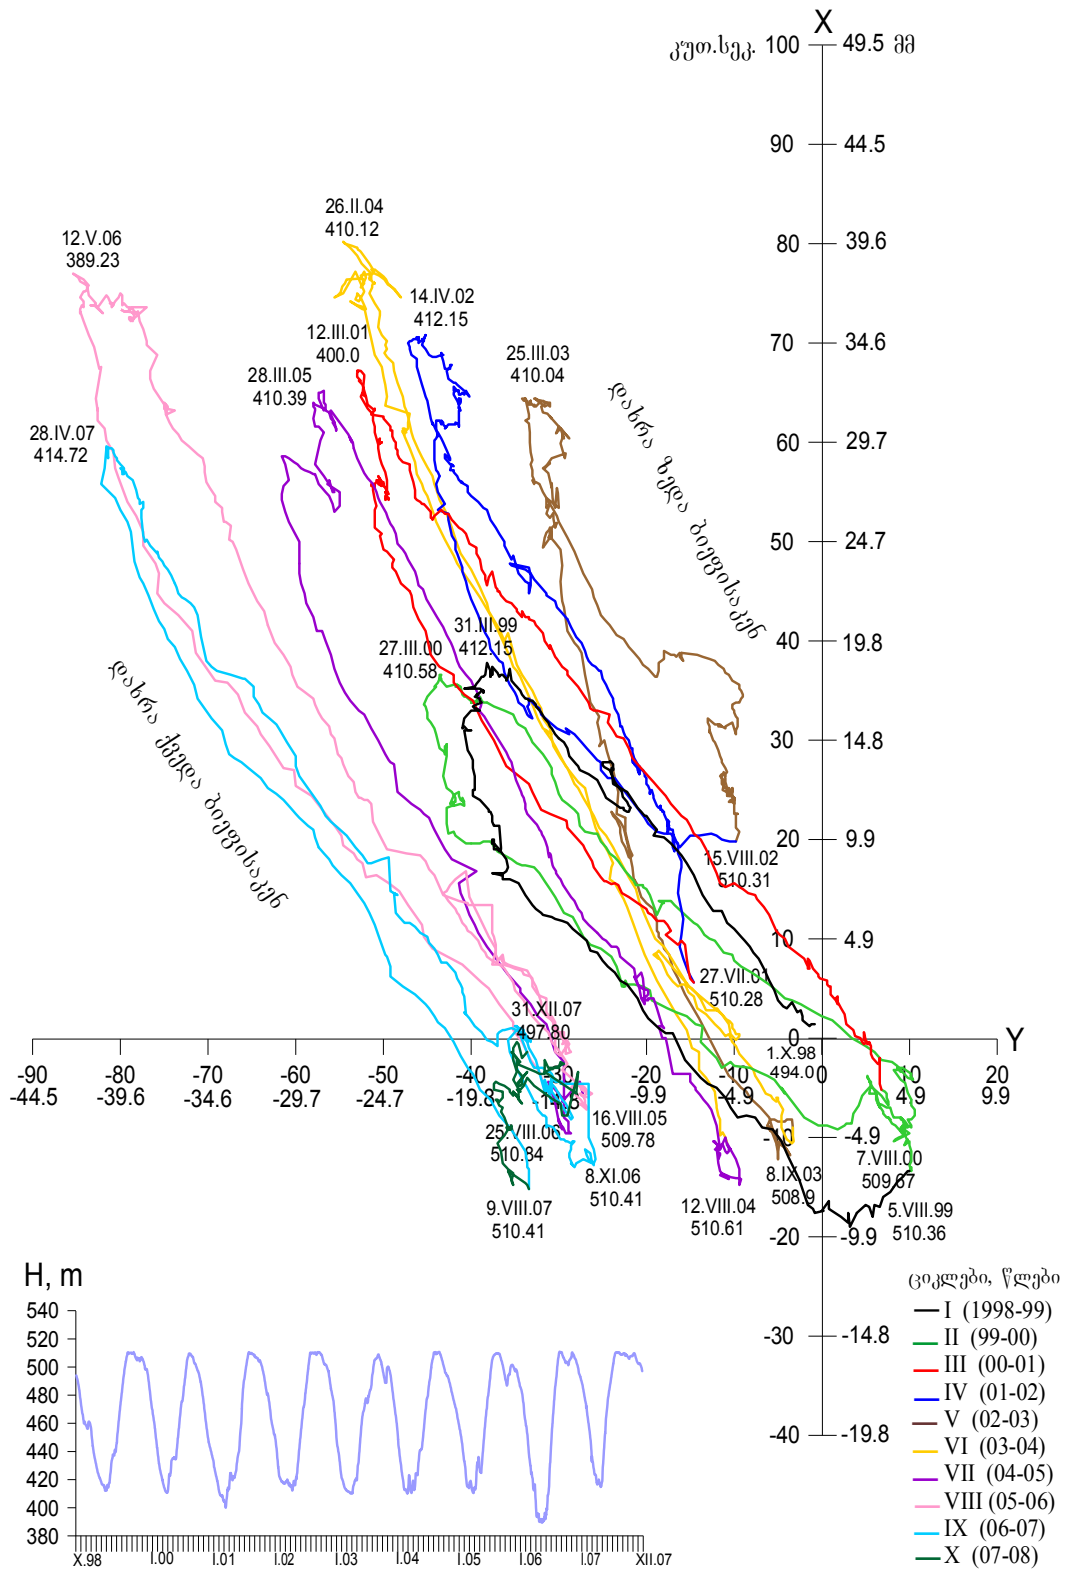 X
კუთ.სეკ. 100 49.5 მმ
90 44.5
26.II.04
410.12
12.V.06
389.23
80 39.6
14.IV.02
412.15
12.III.01
400.0
70 34.6
25.III.03
410.04
28.III.05
410.39
დახრა ზედა ბიეფისაკენ
28.IV.07
414.72
60 29.7
50 24.7
31.III.99
412.15
40 19.8
27.III.00
410.58
დახრა ქვედა ბიეფისაკენ
30 14.8
20 9.9
15.VIII.02
510.31
10 4.9
27.VII.01
510.28
31.XII.07
497.80
0
Y
1.X.98
494.0
-90 -80 -70 -60 -50 -40 -30 -20 -10 0 10 20
-44.5 -39.6 -34.6 -29.7 -24.7 -19.8 -14.8 -9.9 -4.9 4.9 9.9
16.VIII.05
509.78
25.VIII.06
510.34
-10 -4.9
7.VIII.00
509.67
8.XI.06
510.41
8.IX.03
508.9
9.VIII.07
510.41
12.VIII.04
510.61
5.VIII.99
510.36
-20 -9.9
-30 -14.8
-40 -19.8
H, m
540
520
500
480
460
440
420
400
380
X.98 I.00 I.01 I.02 I.03 I.04 I.05 I.06 I.07 XII.07
ციკლები, წლები
I (1998-99)
II (99-00)
III (00-01)
IV (01-02)
V (02-03)
VI (03-04)
VII (04-05)
VIII (05-06)
IX (06-07)
X (07-08)